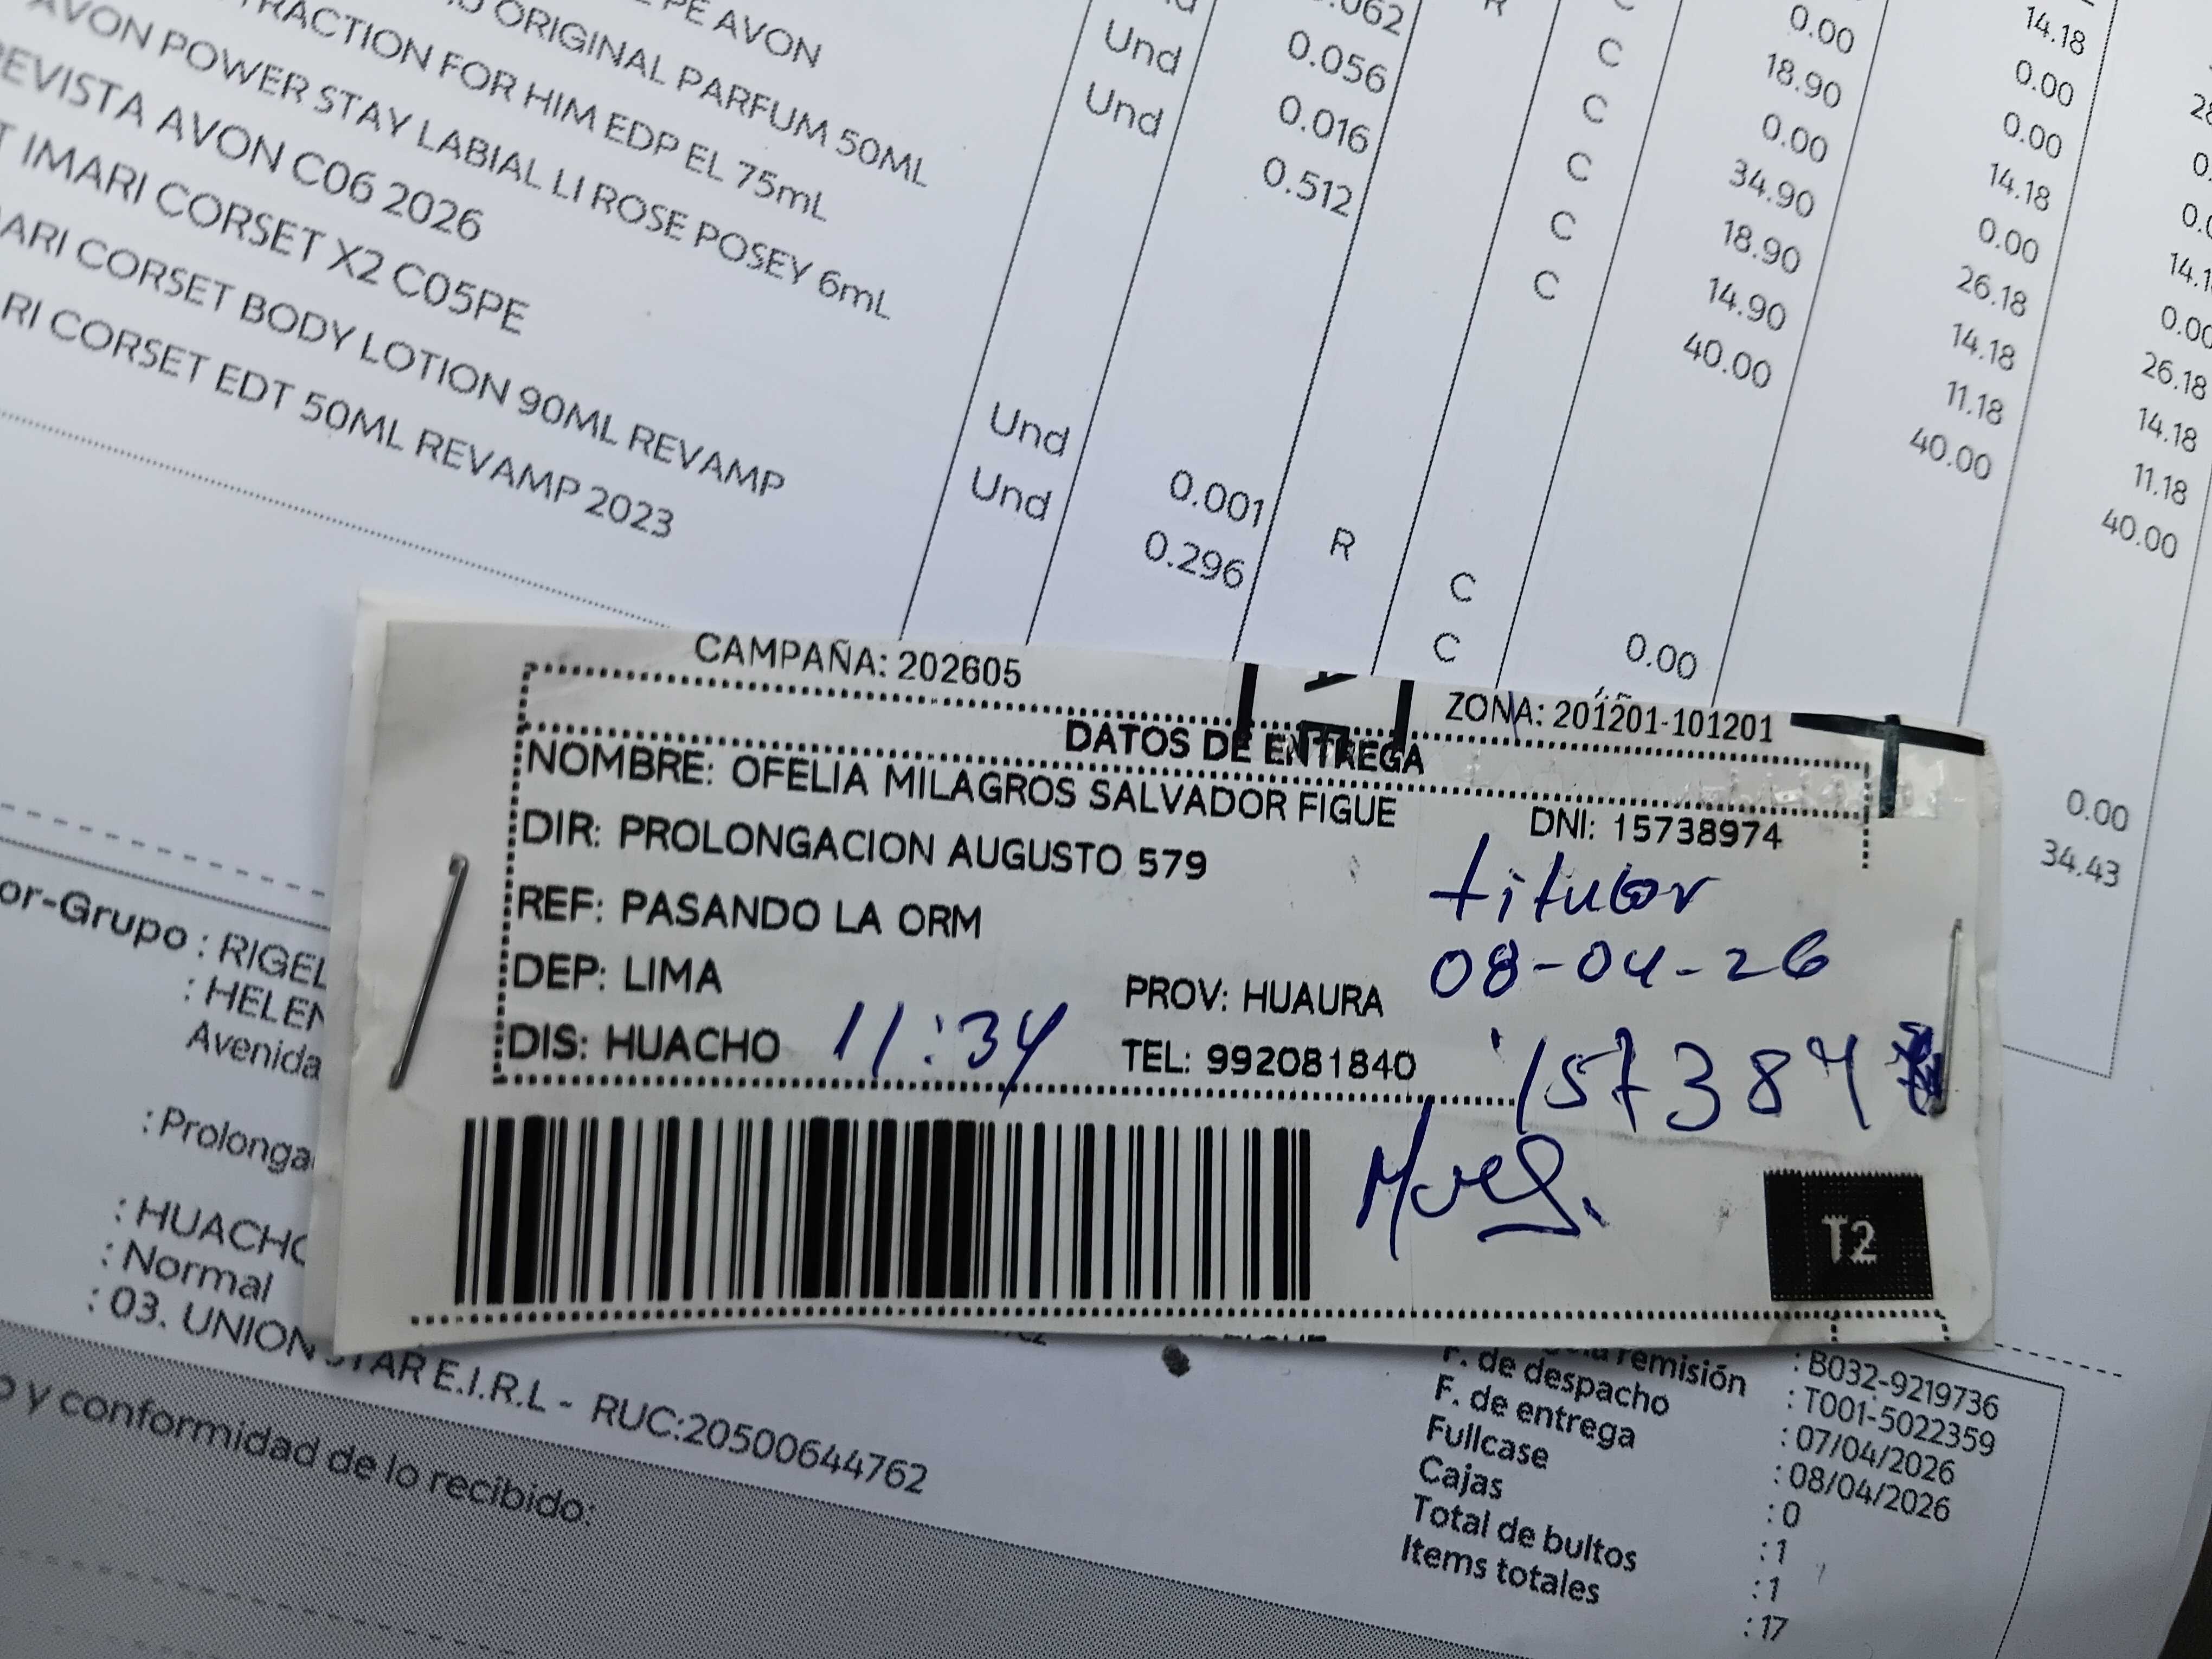 PE AVON
ORIGINAL PARFUM 50ML
FOR HIM EDP EL 75mL
AVON POWER STAY LABIAL LI ROSE POSEY 6mL
REVISTA AVON C06 2026
IMARI CORSET X2 C05PE
CORSET BODY LOTION 90ML REVAMP
CORSET EDT 50ML REVAMP 2023
Und 0.056 C 18.90 0.00
Und 0.016 C 0.00 0.00
0.512 C 34.90 14.18
C 18.90 0.00
C 14.90 26.18
40.00 14.18
11.18
40.00
14.18
0.00
14.1
0.00
26.18
14.18
11.18
40.00
Und 0.001 R C 0.00 0.00
Und 0.296 C 34.43
CAMPAÑA: 202605 ZONA: 201201-101201
DATOS DE ENTREGA
NOMBRE: OFELIA MILAGROS SALVADOR FIGUE DNI: 15738974
DIR: PROLONGACION AUGUSTO 579
titular
REF: PASANDO LA ORM
08-04-26
DEP: LIMA PROV: HUAURA
DIS: HUACHO 11:34 TEL: 992081840
T2
or-Grupo : RIGEL
: HELEN
Avenida
: Prolonga
: HUACHO
: Normal
: 03. UNION STAR E.I.R.L - RUC:20500644762
y conformidad de lo recibido:
: B032-9219736
remisión : T001-5022359
F. de despacho : 07/04/2026
F. de entrega : 08/04/2026
Fullcase : 0
Cajas : 1
Total de bultos : 1
Items totales : 17